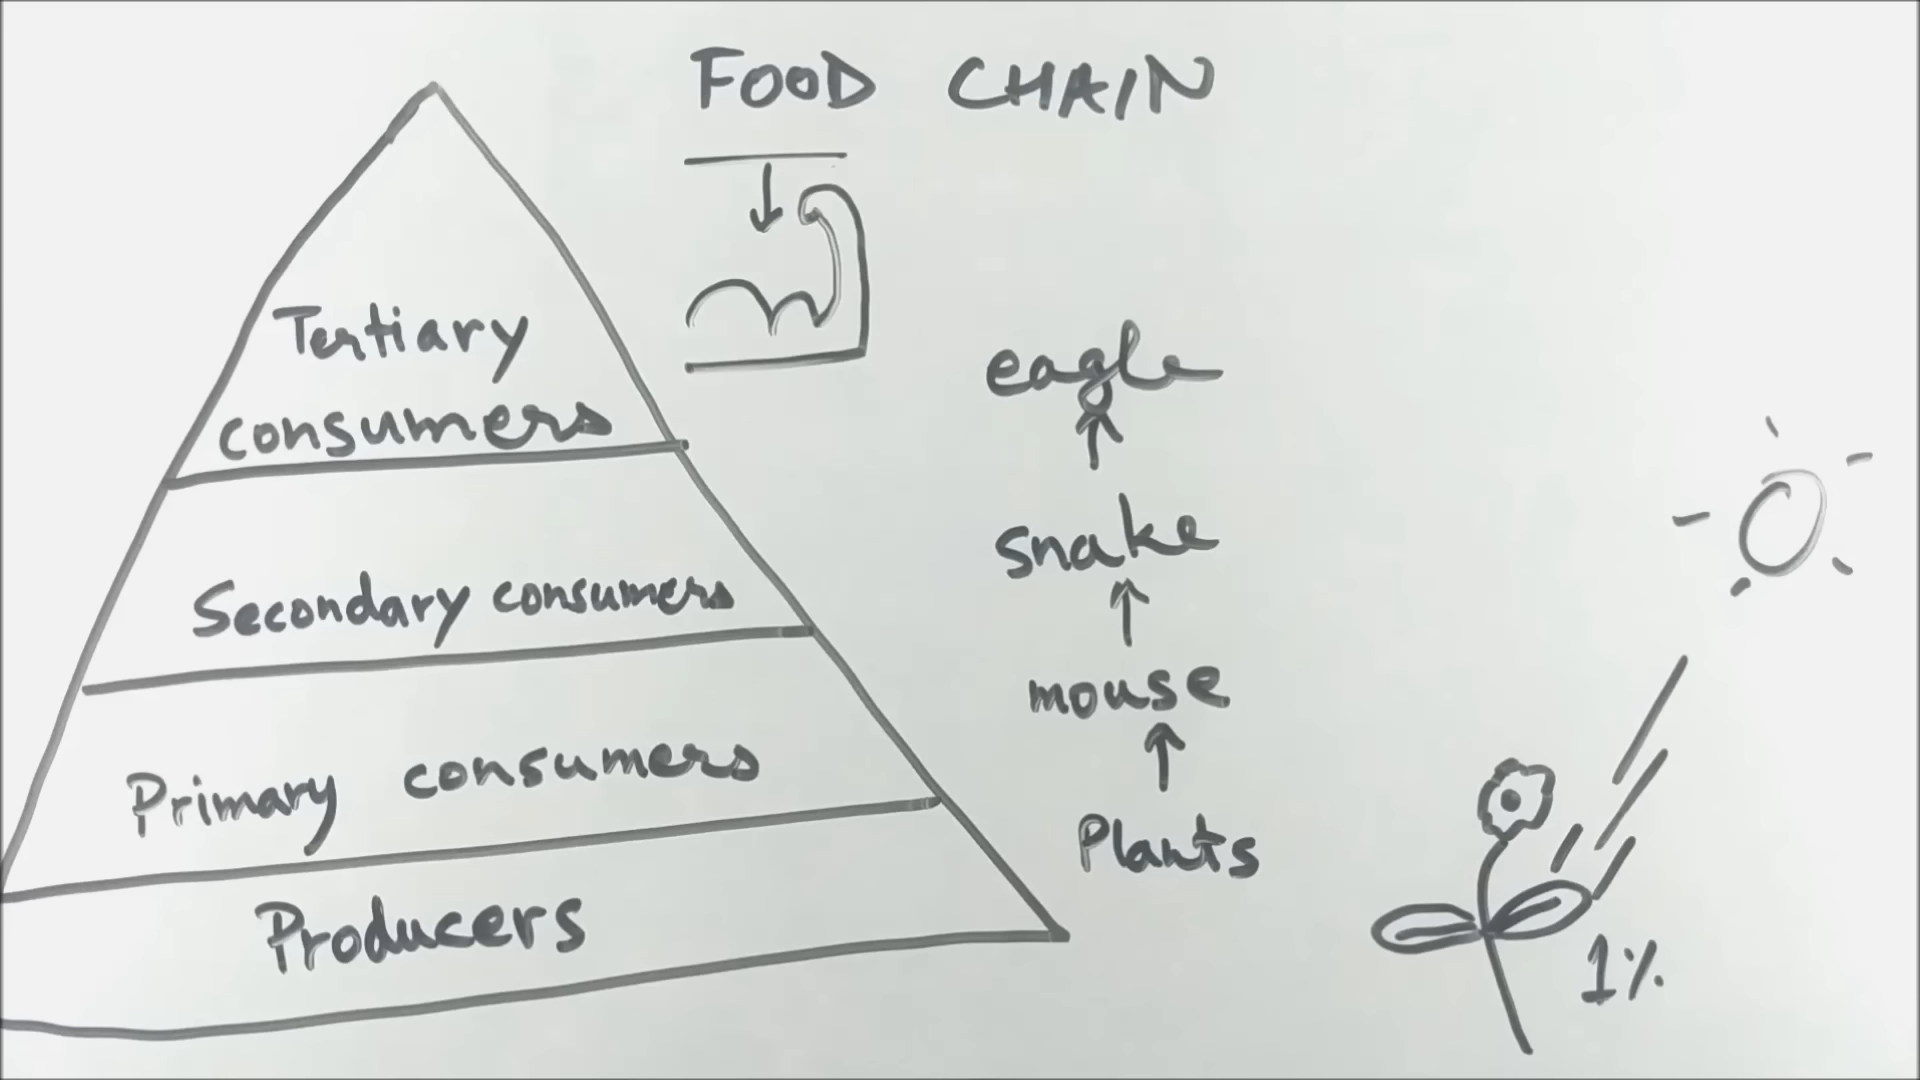 FOOD CHAIN
Tertiary
consumers
Secondary consumers
Primary consumers
Producers
eagle
snake
mouse
Plants
1%